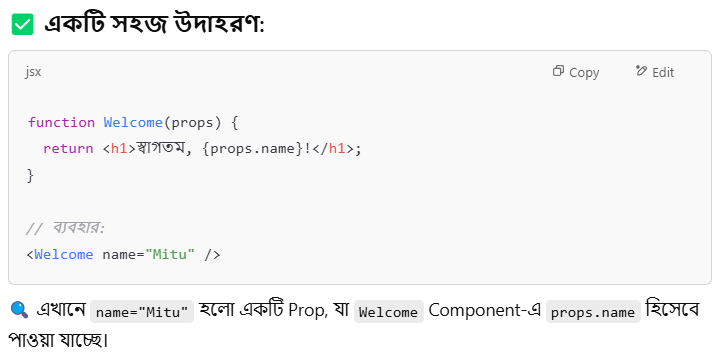 ✅ একটি সহজ উদাহরণ:
jsx
Copy
Edit
function Welcome(props) {
  return <h1>স্বাগতম, {props.name}!</h1>;
}
// ব্যবহার:
<Welcome name="Mitu" />
🔍 এখানে name="Mitu" হলো একটি Prop, যা Welcome Component-এ props.name হিসেবে
পাওয়া যাচ্ছে।